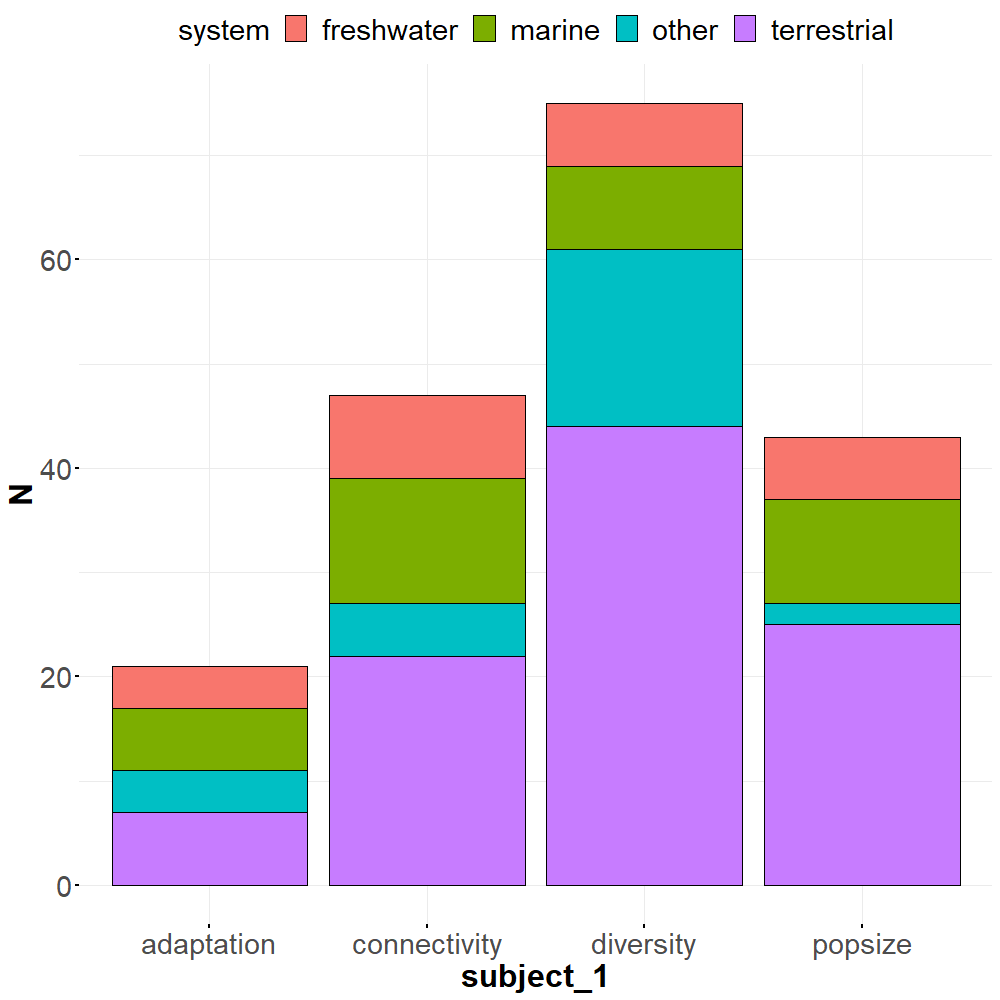 system freshwater marine other terrestrial
N
60
40
20
0
adaptation connectivity diversity popsize
subject_1